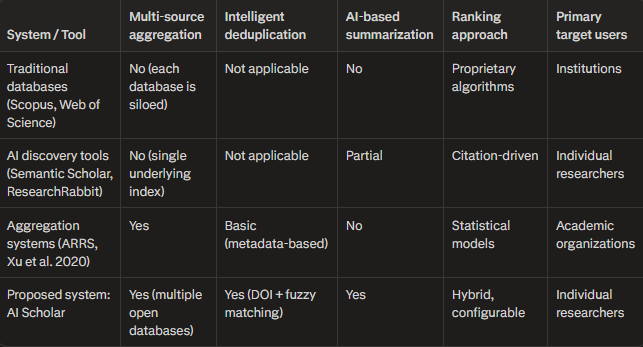 System / Tool
Multi-source
aggregation
Intelligent
deduplication
AI-based
summarization
Ranking
approach
Primary
target users
Traditional
databases
(Scopus, Web of
Science)
No (each
database is
siloed)
Not applicable
No
Proprietary
algorithms
Institutions
AI discovery tools
(Semantic Scholar,
ResearchRabbit)
No (single
underlying
index)
Not applicable
Partial
Citation-driven
Individual
researchers
Aggregation
systems (ARRS,
Xu et al. 2020)
Yes
Basic
(metadata-based)
No
Statistical
models
Academic
organizations
Proposed system:
AI Scholar
Yes (multiple
open
databases)
Yes (DOI + fuzzy
matching)
Yes
Hybrid,
configurable
Individual
researchers